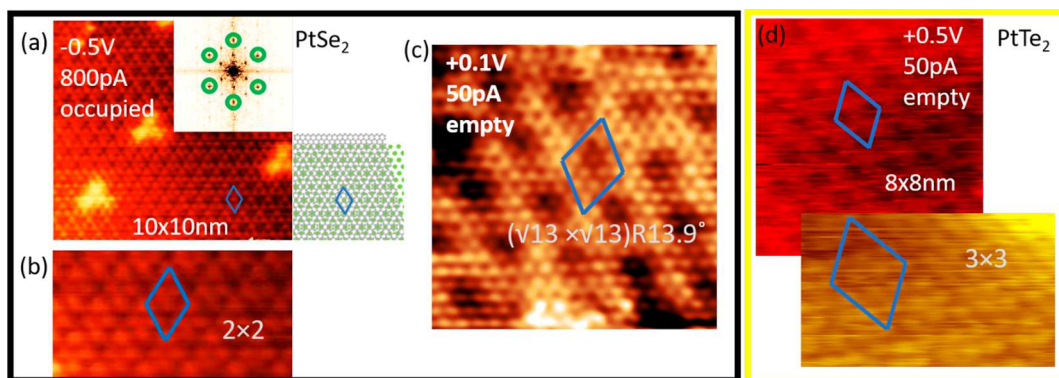 (a)
-0.5V
800pA
occupied
10x10nm
PtSe2
(b)
2×2
(c)
+0.1V
50pA
empty
(√13 ×√13)R13.9˚
(d)
+0.5V
50pA
empty
PtTe2
8x8nm
3×3